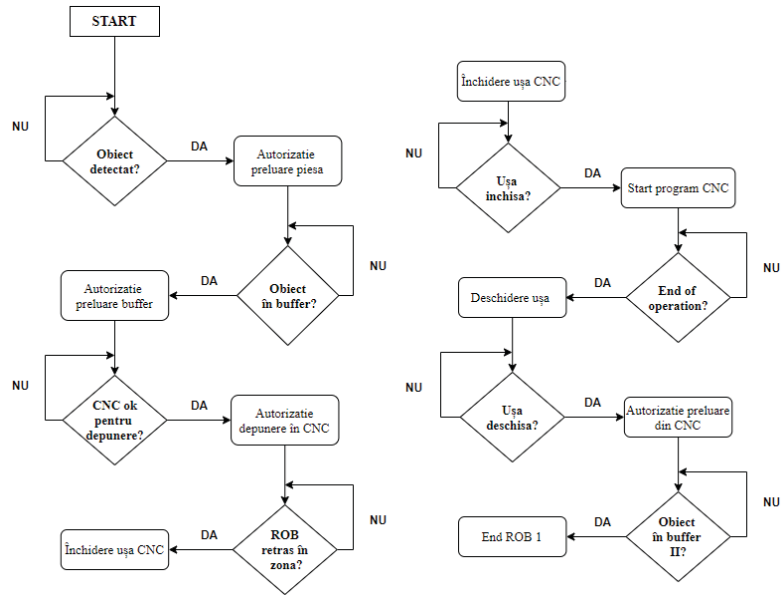 START
NU
Obiect
detectat?
DA
Autorizatie
preluare piesa
Obiect
în buffer?
NU
DA
Autorizatie
preluare buffer
NU
CNC ok
pentru
depunere?
DA
Autorizatie
depunere în CNC
ROB
retras în
zona?
NU
DA
Închidere ușa CNC
Închidere ușa CNC
NU
Ușa
inchisa?
DA
Start program CNC
End of
operation?
NU
DA
Deschidere ușa
NU
Ușa
deschisa?
DA
Autorizatie preluare
din CNC
Obiect
în buffer
II?
NU
DA
End ROB 1